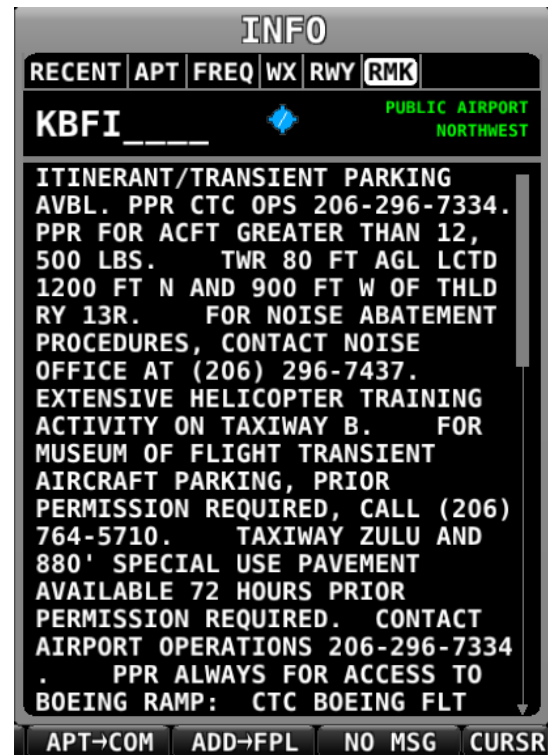 INFO
RECENT APT FREQ WX RWY RMK
KBFI____
PUBLIC AIRPORT
NORTHWEST
ITINERANT/TRANSIENT PARKING
AVBL. PPR CTC OPS 206-296-7334.
PPR FOR ACFT GREATER THAN 12,
500 LBS. TWR 80 FT AGL LCTD
1200 FT N AND 900 FT W OF THLD
RY 13R. FOR NOISE ABATEMENT
PROCEDURES, CONTACT NOISE
OFFICE AT (206) 296-7437.
EXTENSIVE HELICOPTER TRAINING
ACTIVITY ON TAXIWAY B. FOR
MUSEUM OF FLIGHT TRANSIENT
AIRCRAFT PARKING, PRIOR
PERMISSION REQUIRED, CALL (206)
764-5710. TAXIWAY ZULU AND
880' SPECIAL USE PAVEMENT
AVAILABLE 72 HOURS PRIOR
PERMISSION REQUIRED. CONTACT
AIRPORT OPERATIONS 206-296-7334
. PPR ALWAYS FOR ACCESS TO
BOEING RAMP: CTC BOEING FLT
APT→COM ADD→FPL NO MSG CURSR